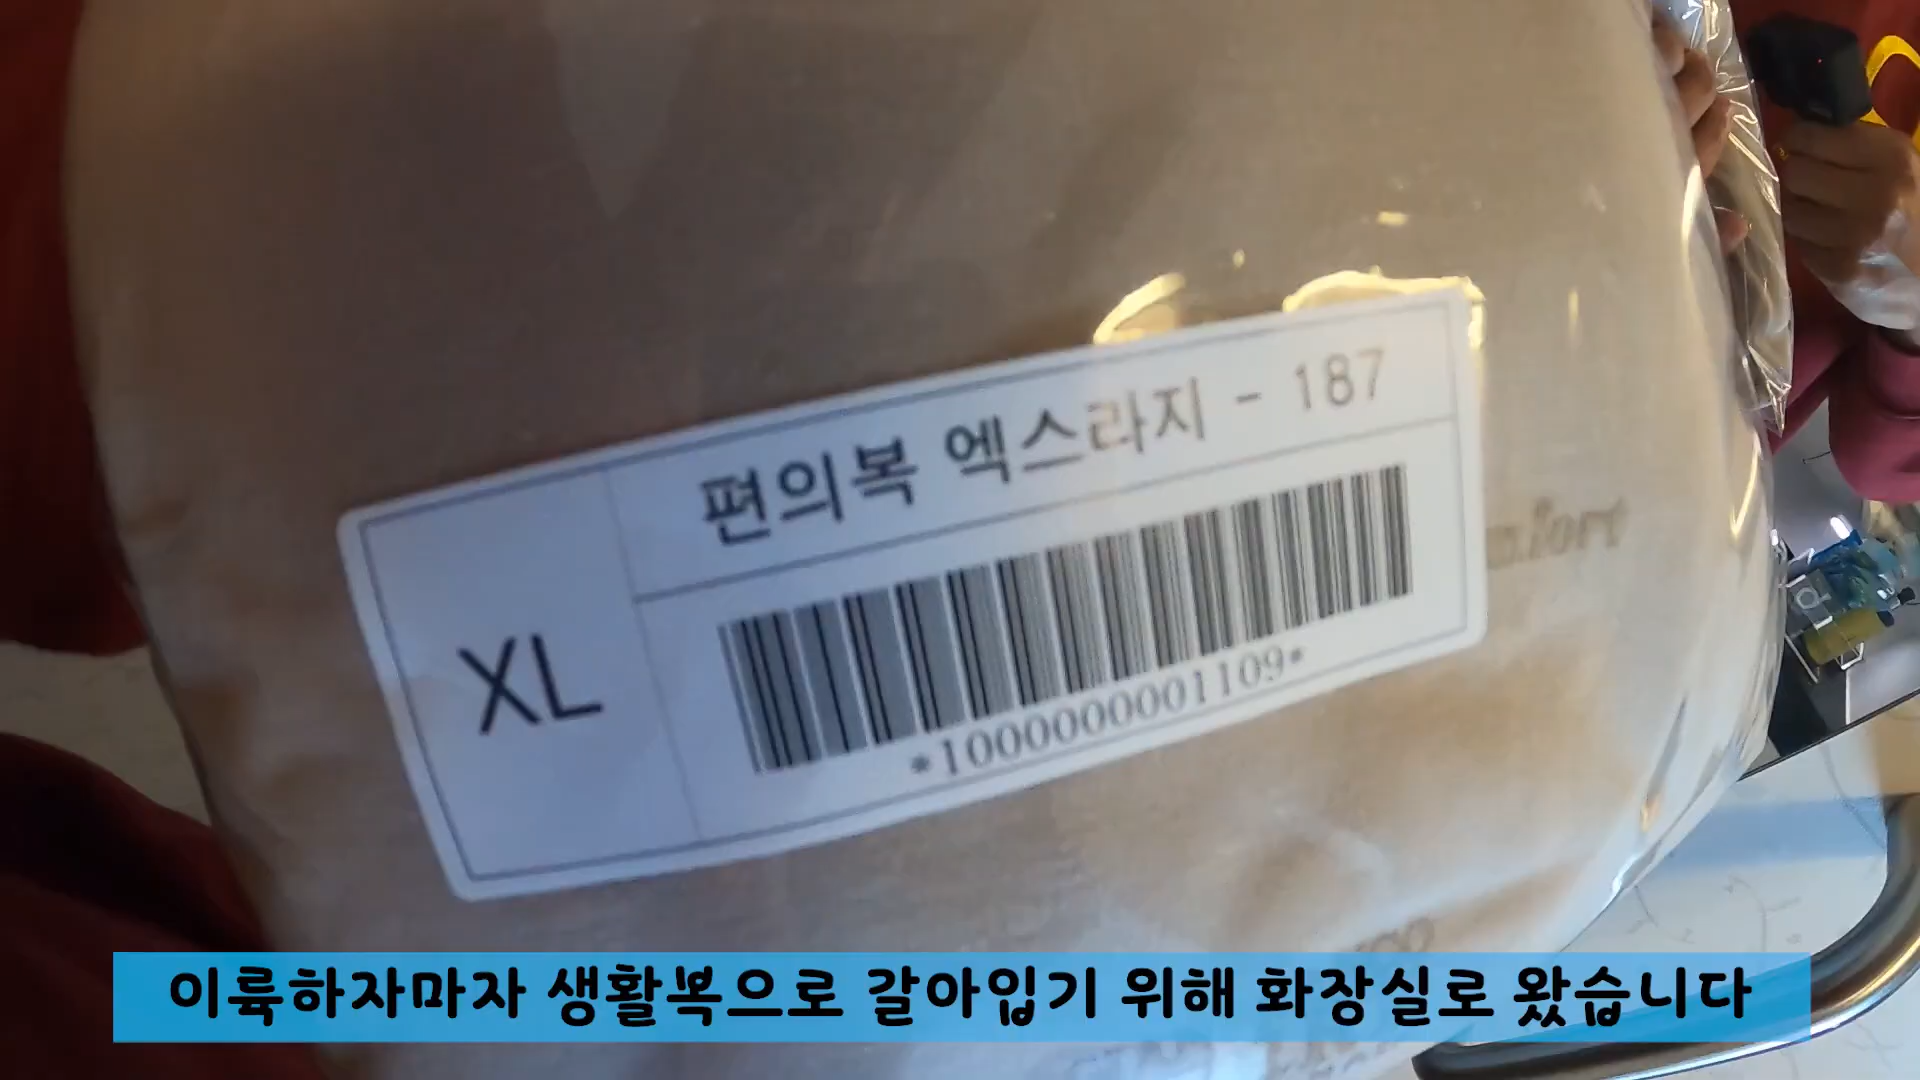 편의복 엑스라지 - 187
XL
*1000000001109*
이륙하자마자 생활복으로 갈아입기 위해 화장실로 왔습니다